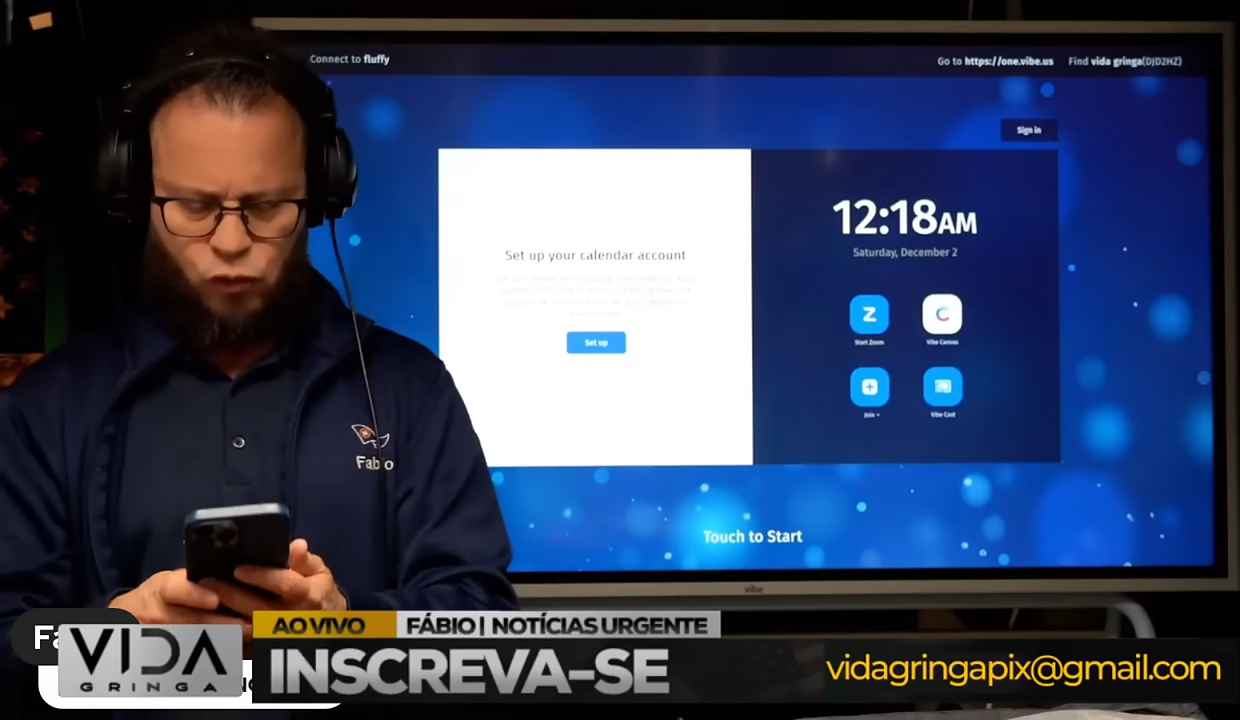 Connect to fluffy
Go to https://one.vibe.us
Find vida gringa(DJD2HZ)
Sign in
Set up your calendar account
Set up
12:18AM
Saturday, December 2
Start Zoom
Vibe Canvas
Join
Vibe Cast
Touch to Start
vibe
Fabio
AO VIVO
FÁBIO | NOTÍCIAS URGENTE
VIDA
GRINGA
INSCREVA-SE
vidagringapix@gmail.com